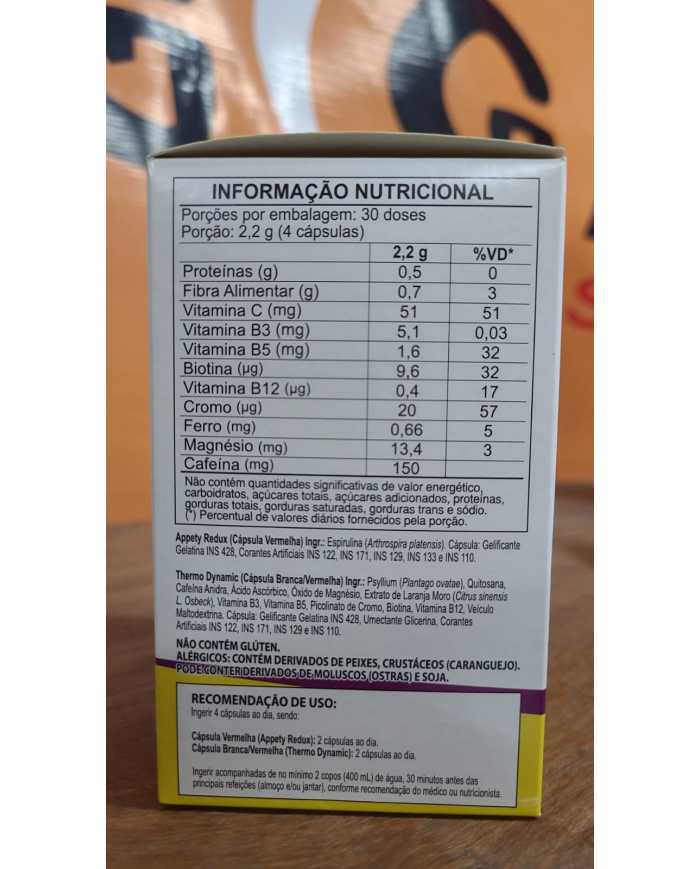 INFORMAÇÃO NUTRICIONAL
Porções por embalagem: 30 doses
Porção: 2,2 g (4 cápsulas)
2,2 g %VD*
Proteínas (g) 0,5 0
Fibra Alimentar (g) 0,7 3
Vitamina C (mg) 51 51
Vitamina B3 (mg) 5,1 0,03
Vitamina B5 (mg) 1,6 32
Biotina (µg) 9,6 32
Vitamina B12 (µg) 0,4 17
Cromo (µg) 20 57
Ferro (mg) 0,66 5
Magnésio (mg) 13,4 3
Cafeína (mg) 150
Não contém quantidades significativas de valor energético,
carboidratos, açúcares totais, açúcares adicionados, proteínas,
gorduras totais, gorduras saturadas, gorduras trans e sódio.
(*) Percentual de valores diários fornecidos pela porção.
Appety Redux (Cápsula Vermelha) Ingr.: Espirulina (Arthrospira platensis). Cápsula: Gelificante
Gelatina INS 428, Corantes Artificiais INS 122, INS 171, INS 129, INS 133 e INS 110.
Thermo Dynamic (Cápsula Branca/Vermelha) Ingr.: Psyllium (Plantago ovatae), Quitosana,
Cafeína Anidra, Ácido Ascórbico, Óxido de Magnésio, Extrato de Laranja Moro (Citrus sinensis
L. Osbeck), Vitamina B3, Vitamina B5, Picolinato de Cromo, Biotina, Vitamina B12, Veículo
Maltodextrina. Cápsula: Gelificante Gelatina INS 428, Umectante Glicerina, Corantes
Artificiais INS 122, INS 171, INS 129 e INS 110.
NÃO CONTÉM GLÚTEN.
ALÉRGICOS: CONTÉM DERIVADOS DE PEIXES, CRUSTÁCEOS (CARANGUEJO).
PODE CONTER DERIVADOS DE MOLUSCOS (OSTRAS) E SOJA.
RECOMENDAÇÃO DE USO:
Ingerir 4 cápsulas ao dia, sendo:
Cápsula Vermelha (Appety Redux): 2 cápsulas ao dia.
Cápsula Branca/Vermelha (Thermo Dynamic): 2 cápsulas ao dia.
Ingerir acompanhadas de no mínimo 2 copos (400 mL) de água, 30 minutos antes das
principais refeições (almoço e/ou jantar), conforme recomendação do médico ou nutricionista.